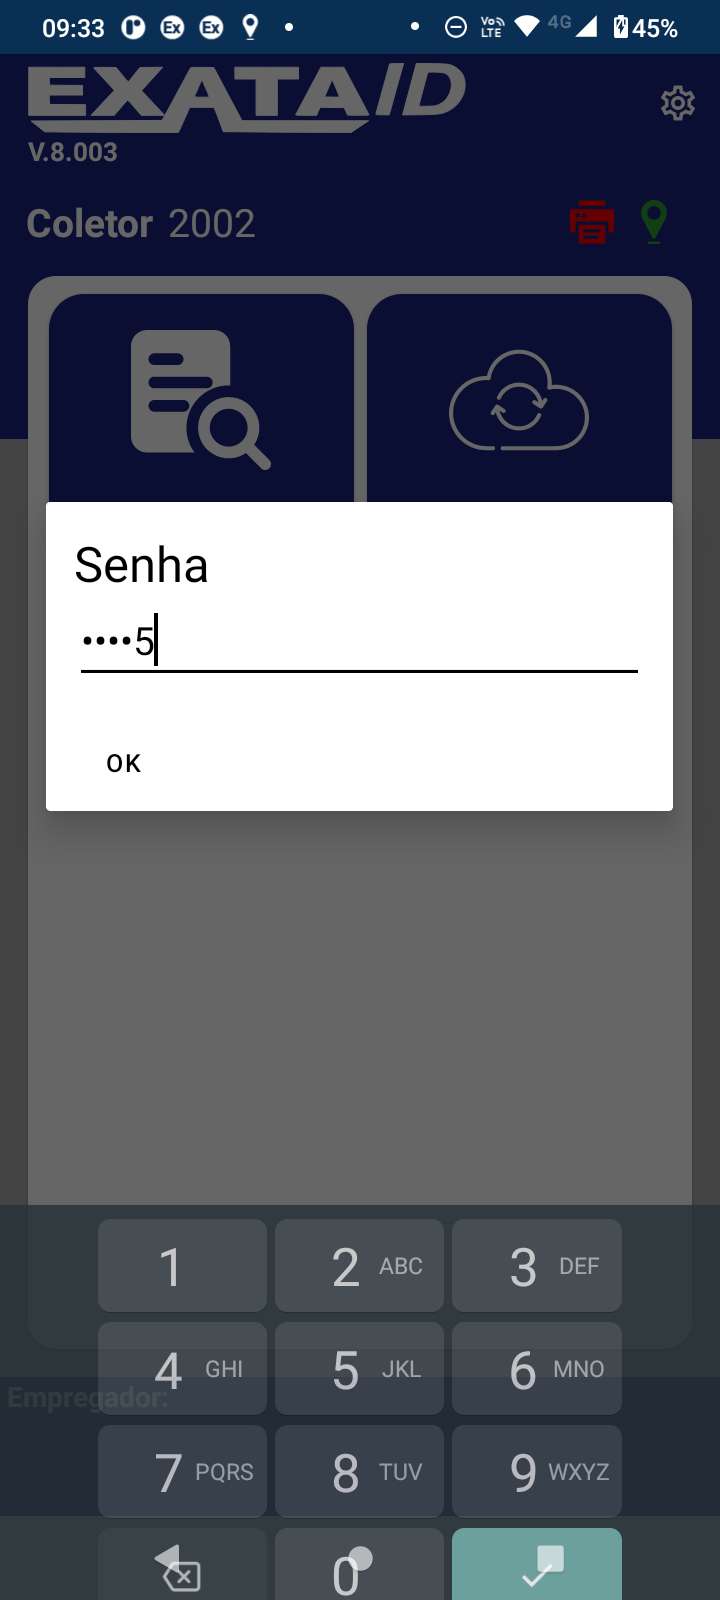 09:33 Ex Ex Vo LTE 4G 45%
EXATAID
V.8.003
Coletor 2002
Senha
••••5
OK
1 2 ABC 3 DEF
4 GHI 5 JKL 6 MNO
Empregador:
7 PQRS 8 TUV 9 WXYZ
0